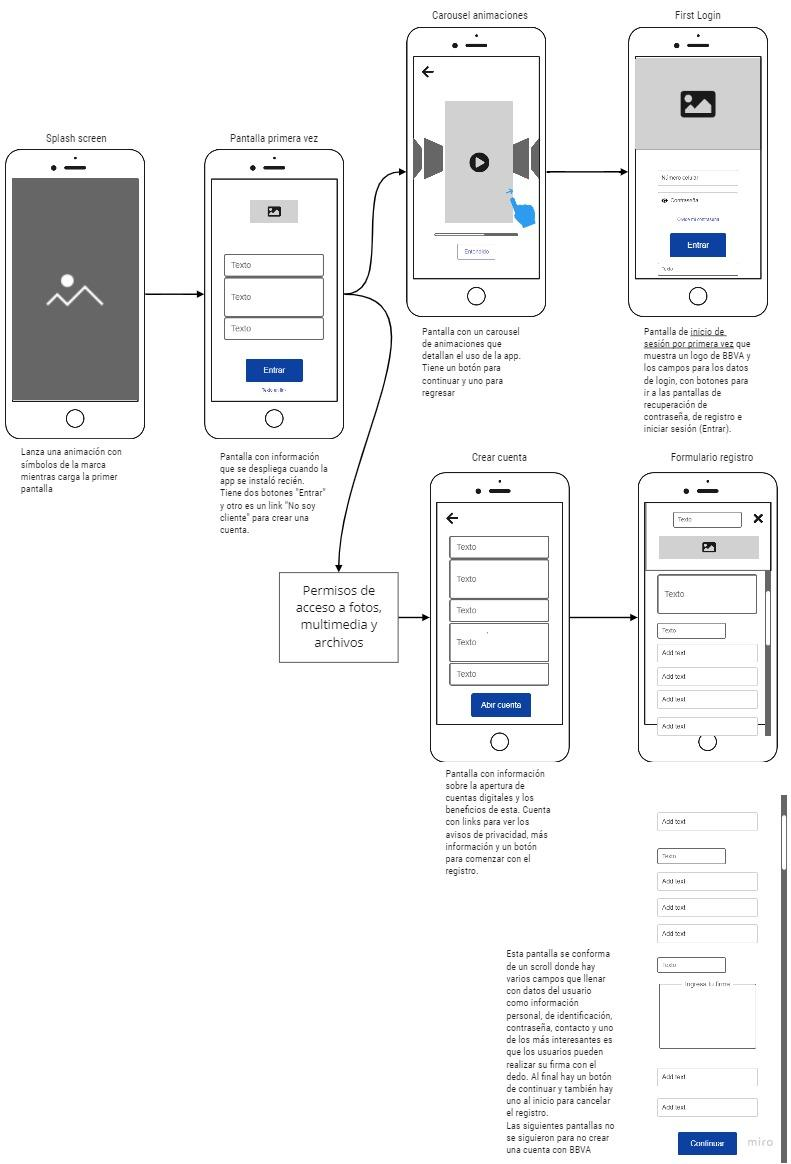 Carousel animaciones
First Login
Número celular
Contraseña
Olvidé mi contraseña
Entrar
Texto
Entendido
Splash screen
Pantalla primera vez
Texto
Texto
Texto
Entrar
Pantalla con un carousel
de animaciones que
detallan el uso de la app.
Tiene un botón para
continuar y uno para
regresar
Pantalla de inicio de
sesión por primera vez que
muestra un logo de BBVA y
los campos para los datos
de login, con botones para
ir a las pantallas de
recuperación de
contraseña, de registro e
iniciar sesión (Entrar).
Lanza una animación con
símbolos de la marca
mientras carga la primer
pantalla
Pantalla con información
que se despliega cuando la
app se instaló recién.
Tiene dos botones "Entrar"
y otro es un link "No soy
cliente" para crear una
cuenta.
Crear cuenta
Formulario registro
Permisos de
acceso a fotos,
multimedia y
archivos
Texto
Texto
Texto
Texto
Texto
Abir cuenta
Texto
Texto
Texto
Add text
Add text
Add text
Add text
Pantalla con información
sobre la apertura de
cuentas digitales y los
beneficios de esta. Cuenta
con links para ver los
avisos de privacidad, más
información y un botón
para comenzar con el
registro.
Add text
Texto
Add text
Add text
Add text
Texto
Ingresa tu firma
Add text
Add text
Continuar
Esta pantalla se conforma
de un scroll donde hay
varios campos que llenar
con datos del usuario
como información
personal, de identificación,
contraseña, contacto y uno
de los más interesantes es
que los usuarios pueden
realizar su firma con el
dedo. Al final hay un botón
de continuar y también hay
uno al inicio para cancelar
el registro.
Las siguientes pantallas no
se siguieron para no crear
una cuenta con BBVA
miro